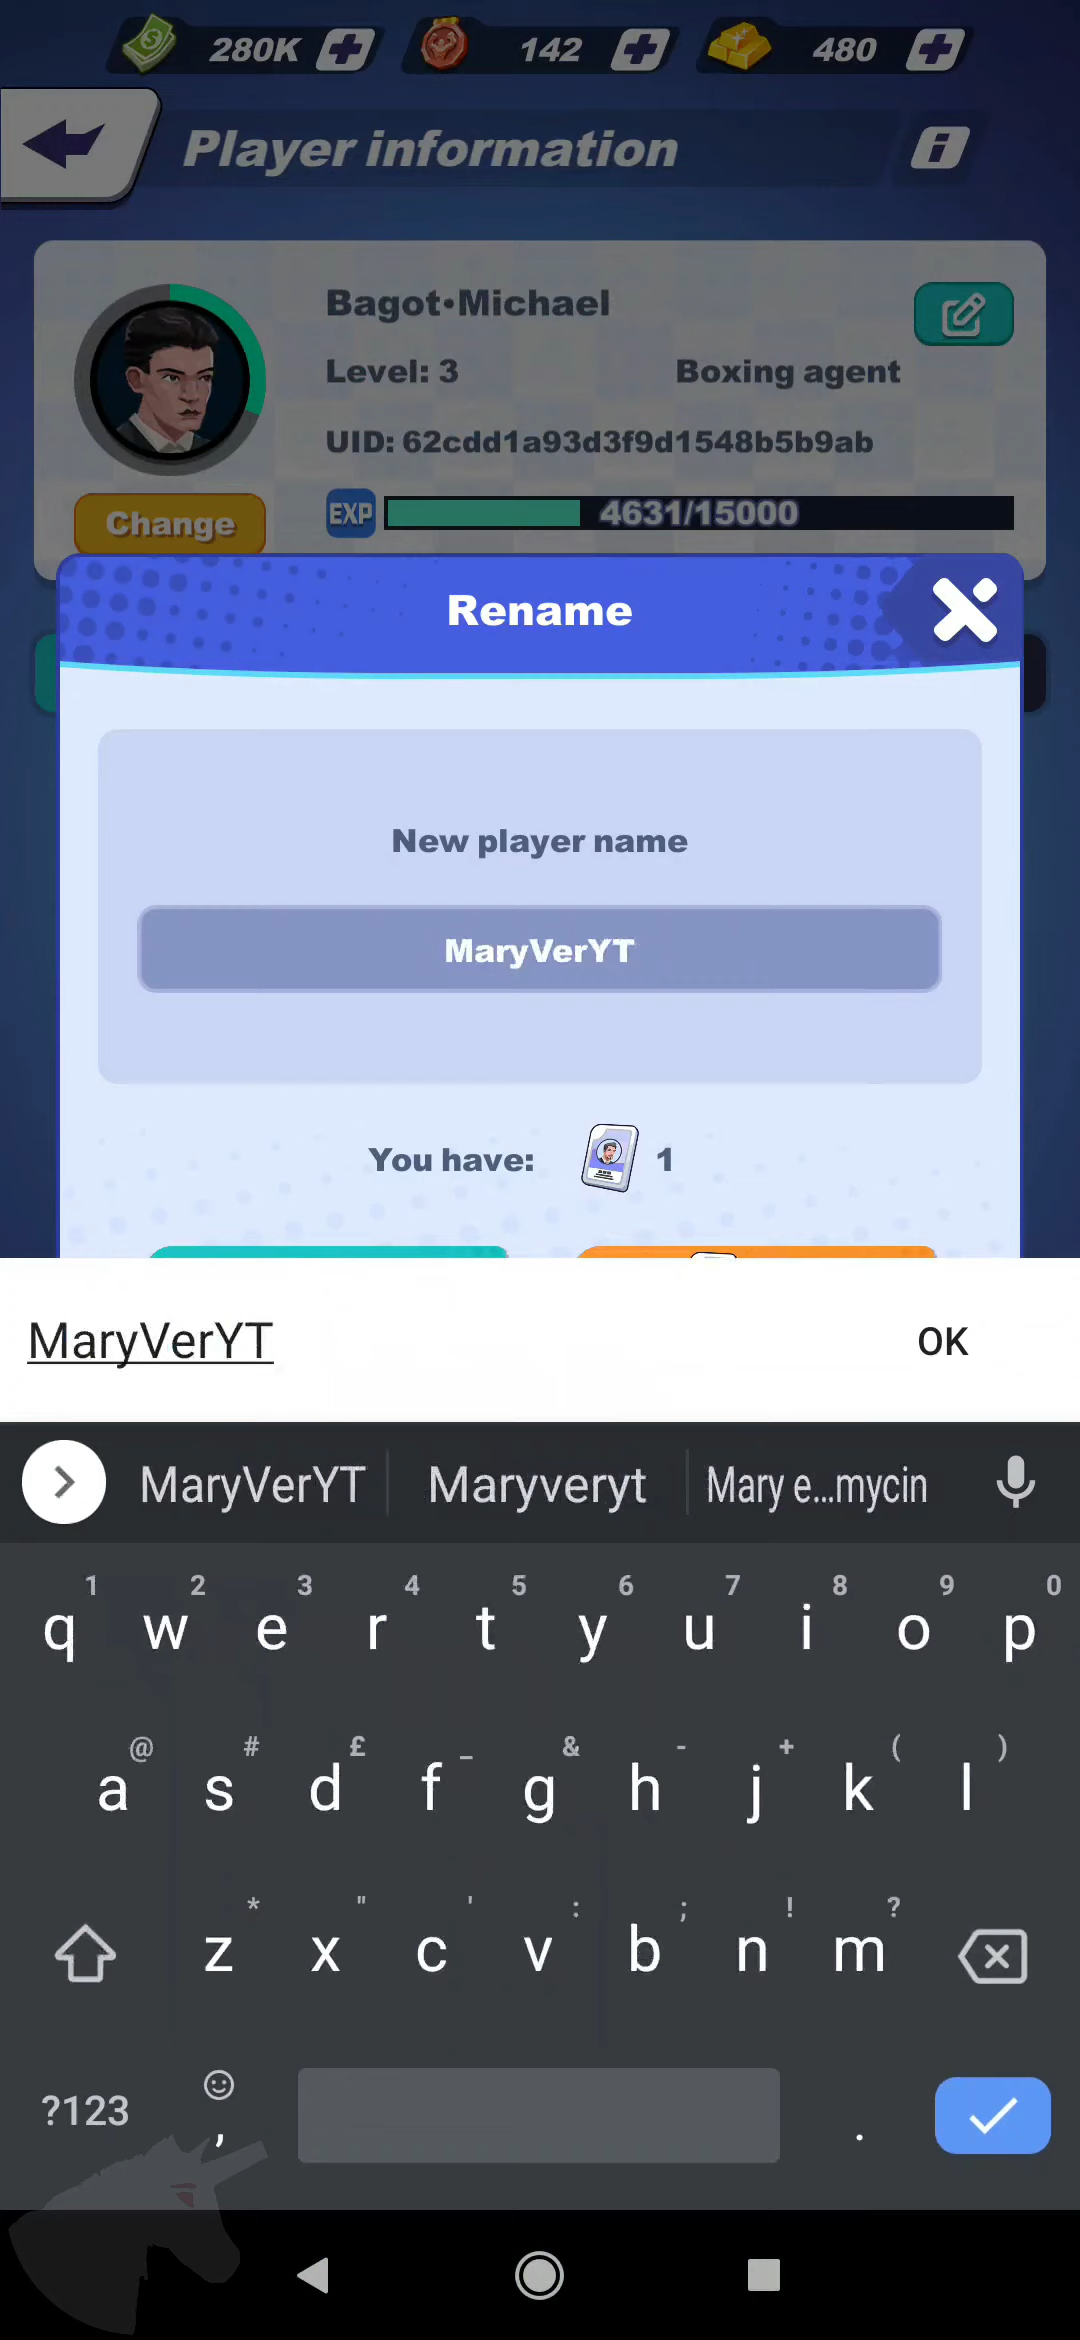 280K 142 480
Player information
Bagot•Michael
Level: 3 Boxing agent
UID: 62cdd1a93d3f9d1548b5b9ab
Change EXP 4631/15000
Rename
New player name
MaryVerYT
You have: 1
MaryVerYT OK
MaryVerYT Maryveryt Mary e...mycin
1 2 3 4 5 6 7 8 9 0
q w e r t y u i o p
@ # £ _ & - + ( )
a s d f g h j k l
* " ' : ; ! ?
z x c v b n m
?123 , .